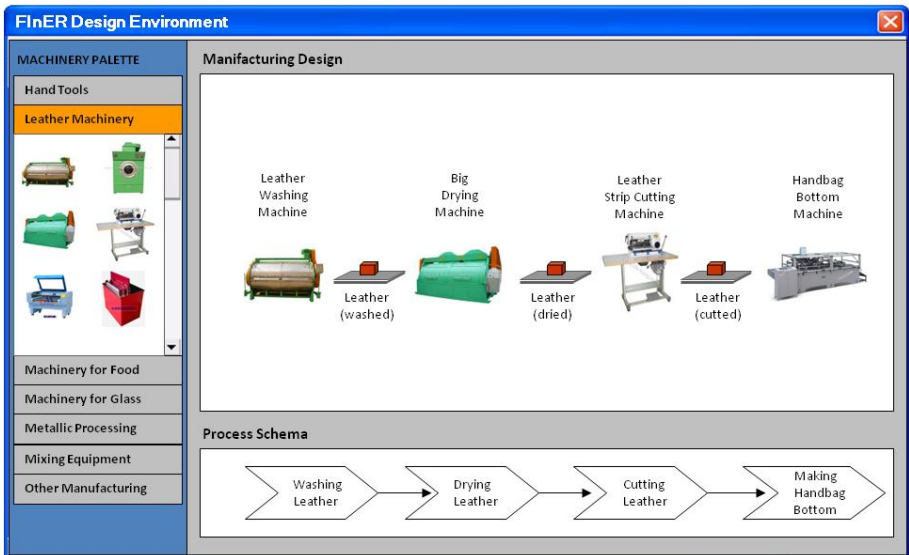 FInER Design Environment
MACHINERY PALETTE
Hand Tools
Leather Machinery
Machinery for Food
Machinery for Glass
Metallic Processing
Mixing Equipment
Other Manufacturing
Manifacturing Design
Leather
Washing
Machine
Big
Drying
Machine
Leather
Strip Cutting
Machine
Handbag
Bottom
Machine
Leather
(washed)
Leather
(dried)
Leather
(cutted)
Process Schema
Washing
Leather
Drying
Leather
Cutting
Leather
Making
Handbag
Bottom